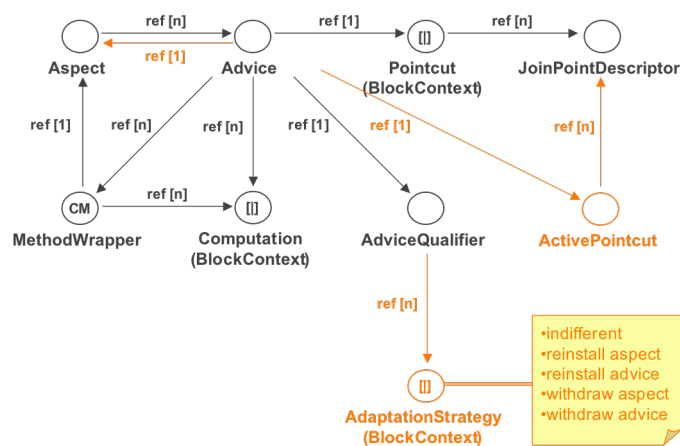 ref [n]
ref [1]
ref [n]
[|]
ref [1]
Aspect
Advice
Pointcut
(BlockContext)
JoinPointDescriptor
ref [1]
ref [n]
ref [n]
ref [1]
ref [1]
ref [n]
CM
ref [n]
[|]
MethodWrapper
Computation
(BlockContext)
AdviceQualifier
ActivePointcut
ref [n]
•indifferent
•reinstall aspect
•reinstall advice
•withdraw aspect
•withdraw advice
[|]
AdaptationStrategy
(BlockContext)